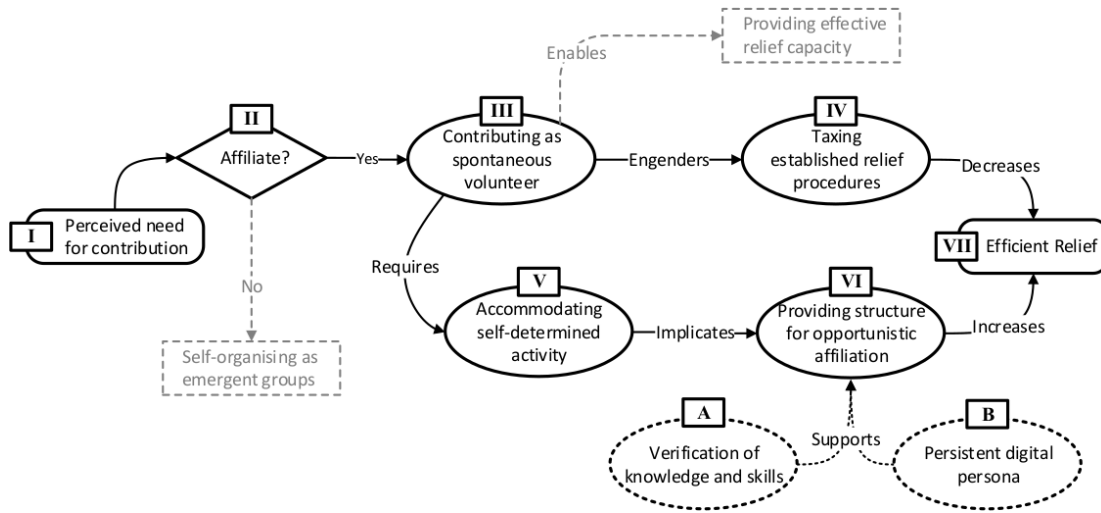 Providing effective
relief capacity
Enables
II
Affiliate?
Yes
III
Contributing as
spontaneous
volunteer
Engenders
IV
Taxing
established relief
procedures
Decreases
I
Perceived need
for contribution
VII
Efficient Relief
No
Requires
V
Accommodating
self-determined
activity
Implicates
VI
Providing structure
for opportunistic
affiliation
Increases
Self-organising as
emergent groups
A
Verification of
knowledge and skills
Supports
B
Persistent digital
persona